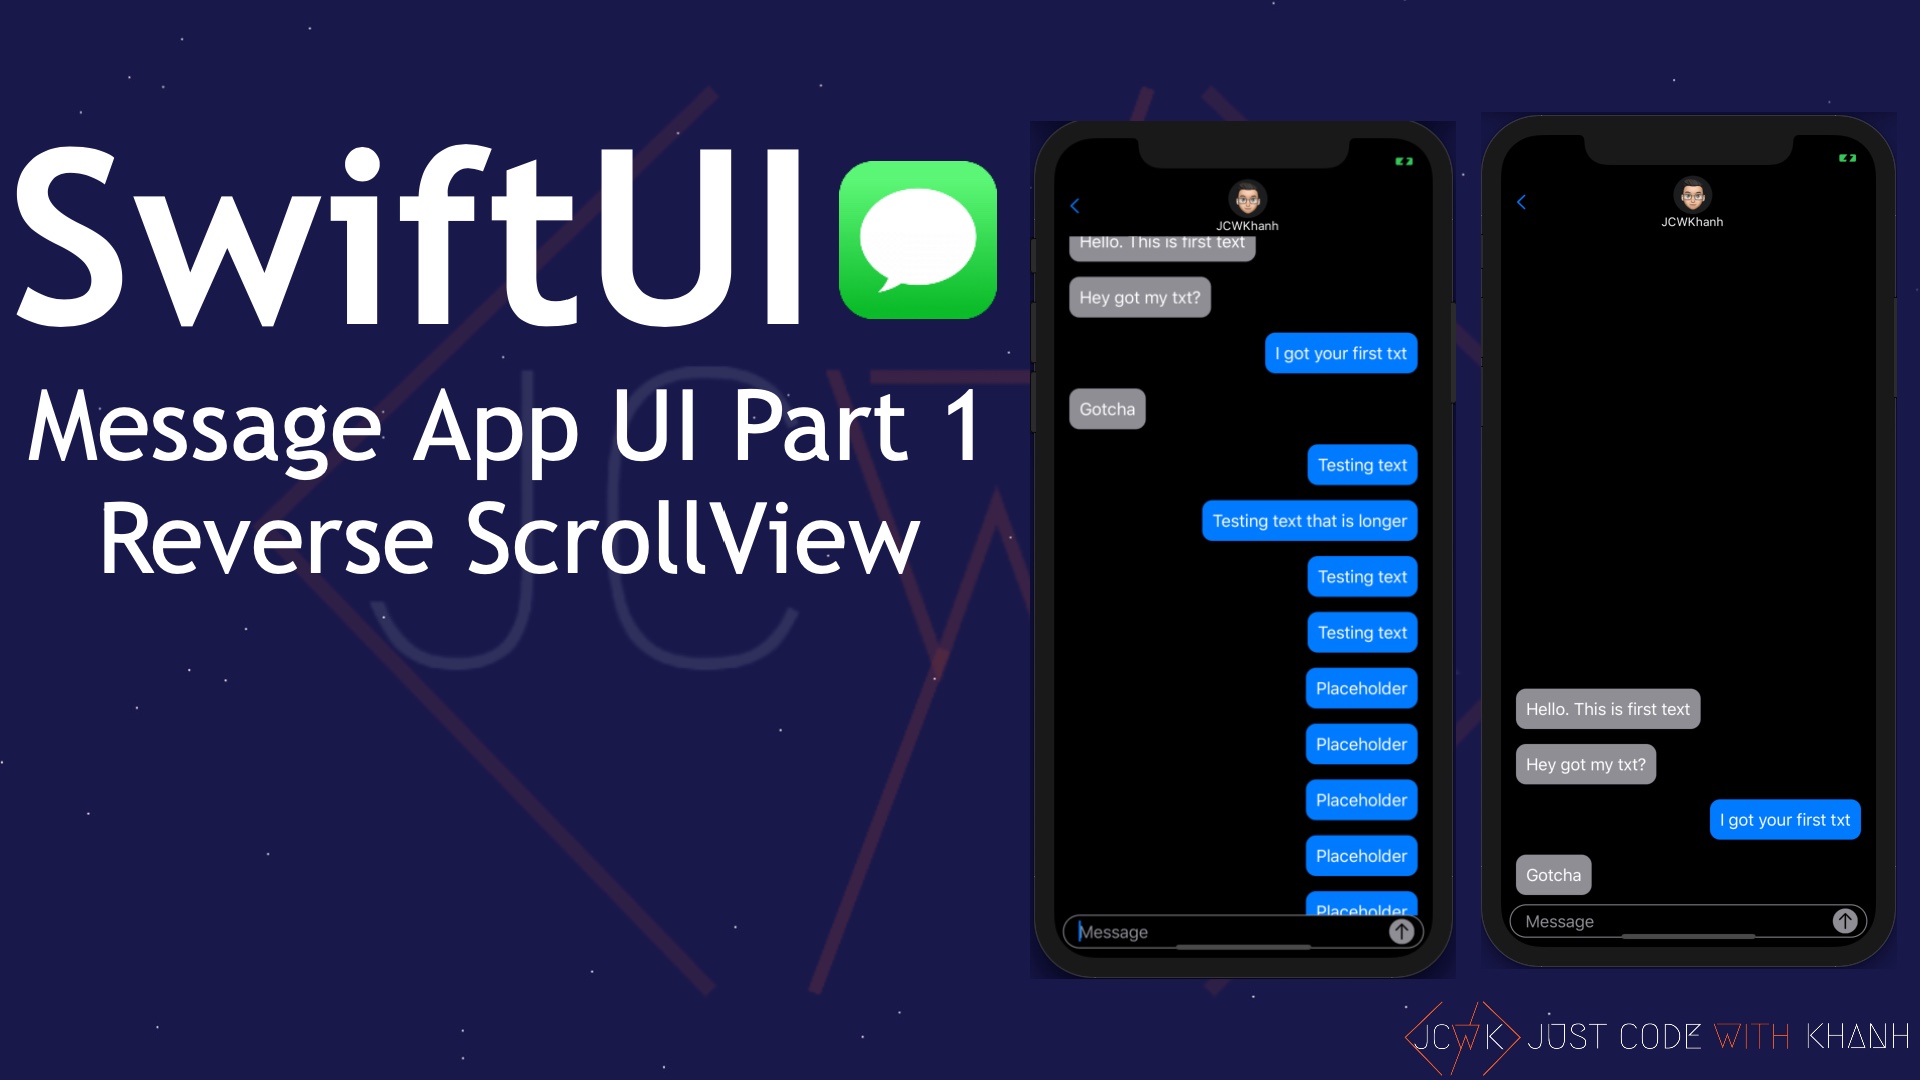 SwiftUI
Message App UI Part 1
Reverse ScrollView
JCWKhanh
Hello. This is first text
Hey got my txt?
I got your first txt
Gotcha
Testing text
Testing text that is longer
Testing text
Testing text
Placeholder
Placeholder
Placeholder
Placeholder
Placeholder
Message
JCWKhanh
Hello. This is first text
Hey got my txt?
I got your first txt
Gotcha
Message
JCW
JCWK JUST CODE WITH KHANH